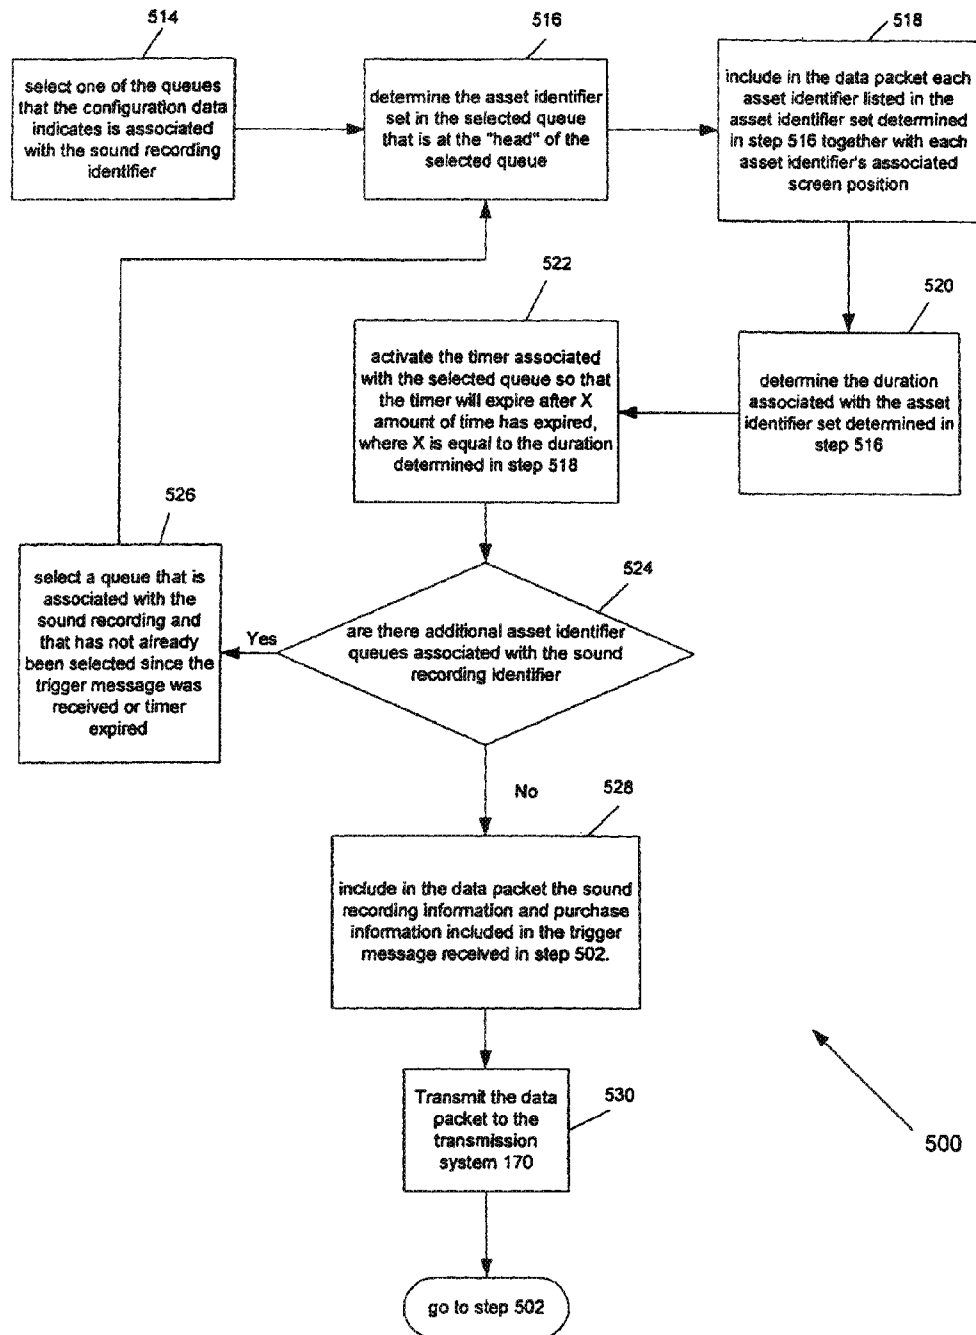 514
select one of the queues
that the configuration data
indicates is associated
with the sound recording
identifier
516
determine the asset identifier
set in the selected queue
that is at the "head" of the
selected queue
518
include in the data packet each
asset identifier listed in the
asset identifier set determined
in step 516 together with each
asset identifier's associated
screen position
520
determine the duration
associated with the asset
identifier set determined in
step 516
522
activate the timer associated
with the selected queue so that
the timer will expire after X
amount of time has expired,
where X is equal to the duration
determined in step 518
524
are there additional asset identifier
queues associated with the sound
recording identifier
Yes
526
select a queue that is
associated with the
sound recording and
that has not already
been selected since the
trigger message was
received or timer
expired
No
528
include in the data packet the sound
recording information and purchase
information included in the trigger
message received in step 502.
530
Transmit the data
packet to the
transmission
system 170
500
go to step 502